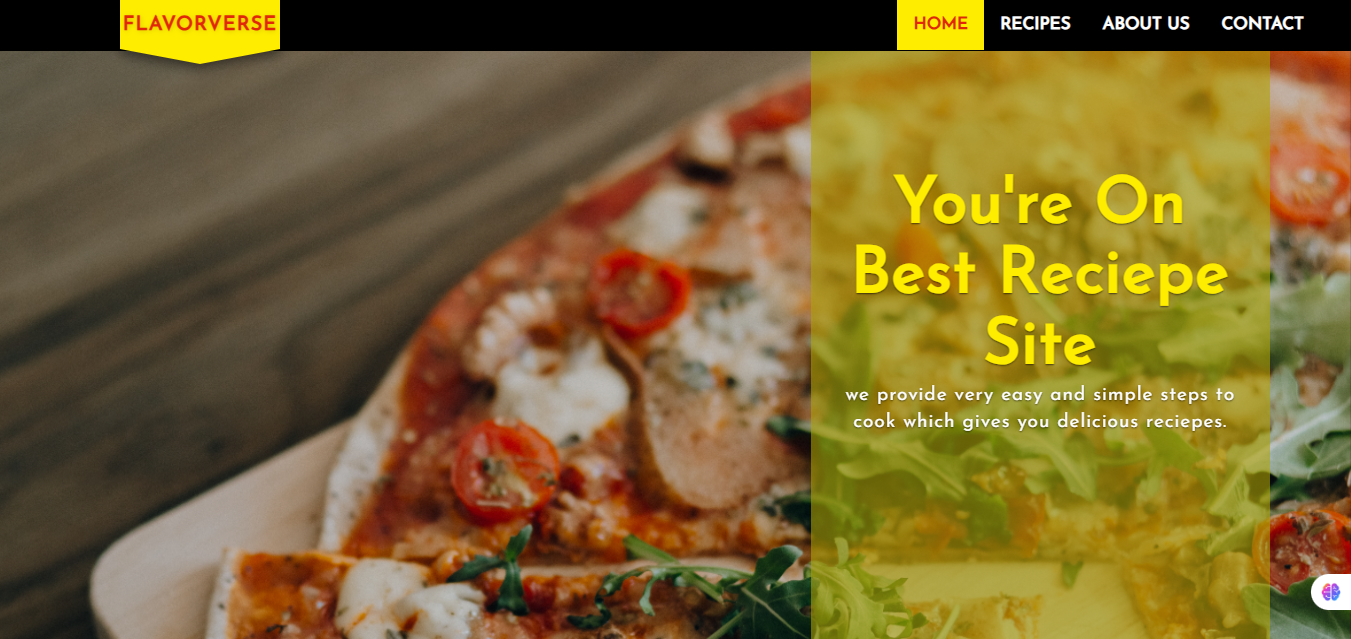 FLAVORVERSE
HOME RECIPES ABOUT US CONTACT
You're On
Best Reciepe
Site
we provide very easy and simple steps to
cook which gives you delicious reciepes.